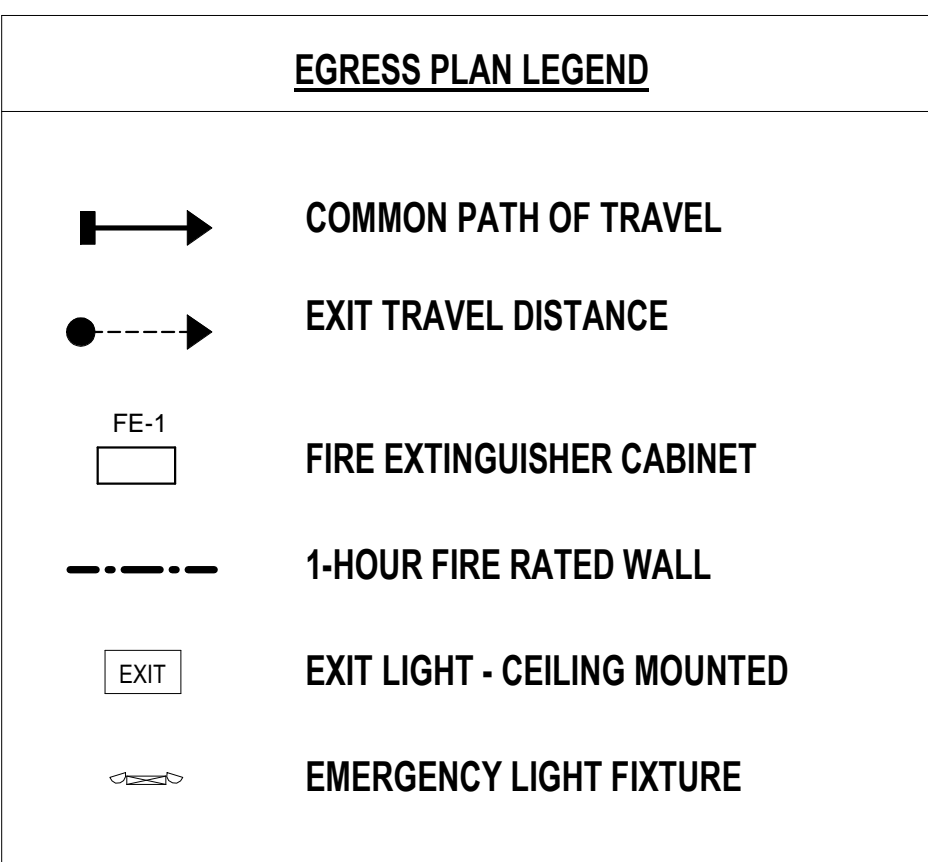 EGRESS PLAN LEGEND
COMMON PATH OF TRAVEL
EXIT TRAVEL DISTANCE
FE-1
FIRE EXTINGUISHER CABINET
1-HOUR FIRE RATED WALL
EXIT
EXIT LIGHT - CEILING MOUNTED
EMERGENCY LIGHT FIXTURE